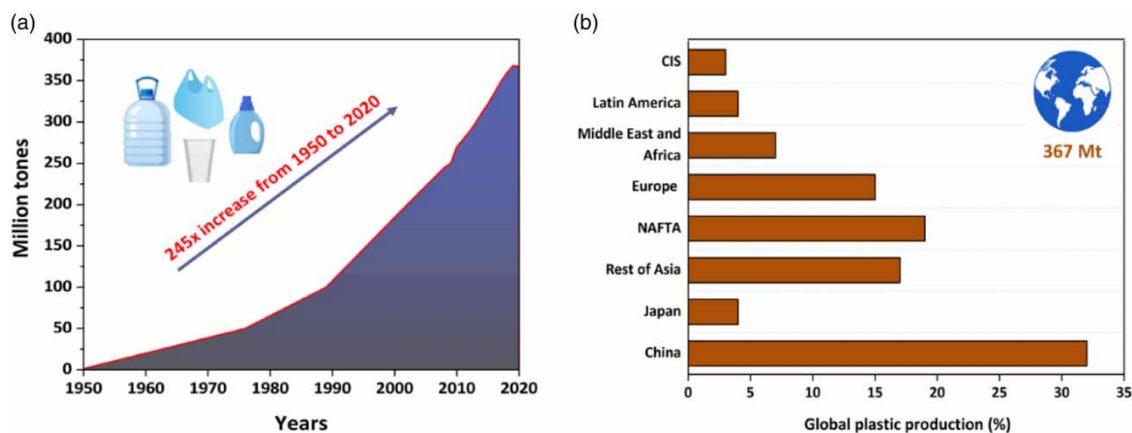 (a)
400
350
300
250
200
150
100
50
0
Million tones
245x increase from 1950 to 2020
1950 1960 1970 1980 1990 2000 2010 2020
Years
(b)
CIS
Latin America
Middle East and
Africa
Europe
NAFTA
Rest of Asia
Japan
China
367 Mt
0 5 10 15 20 25 30 35
Global plastic production (%)